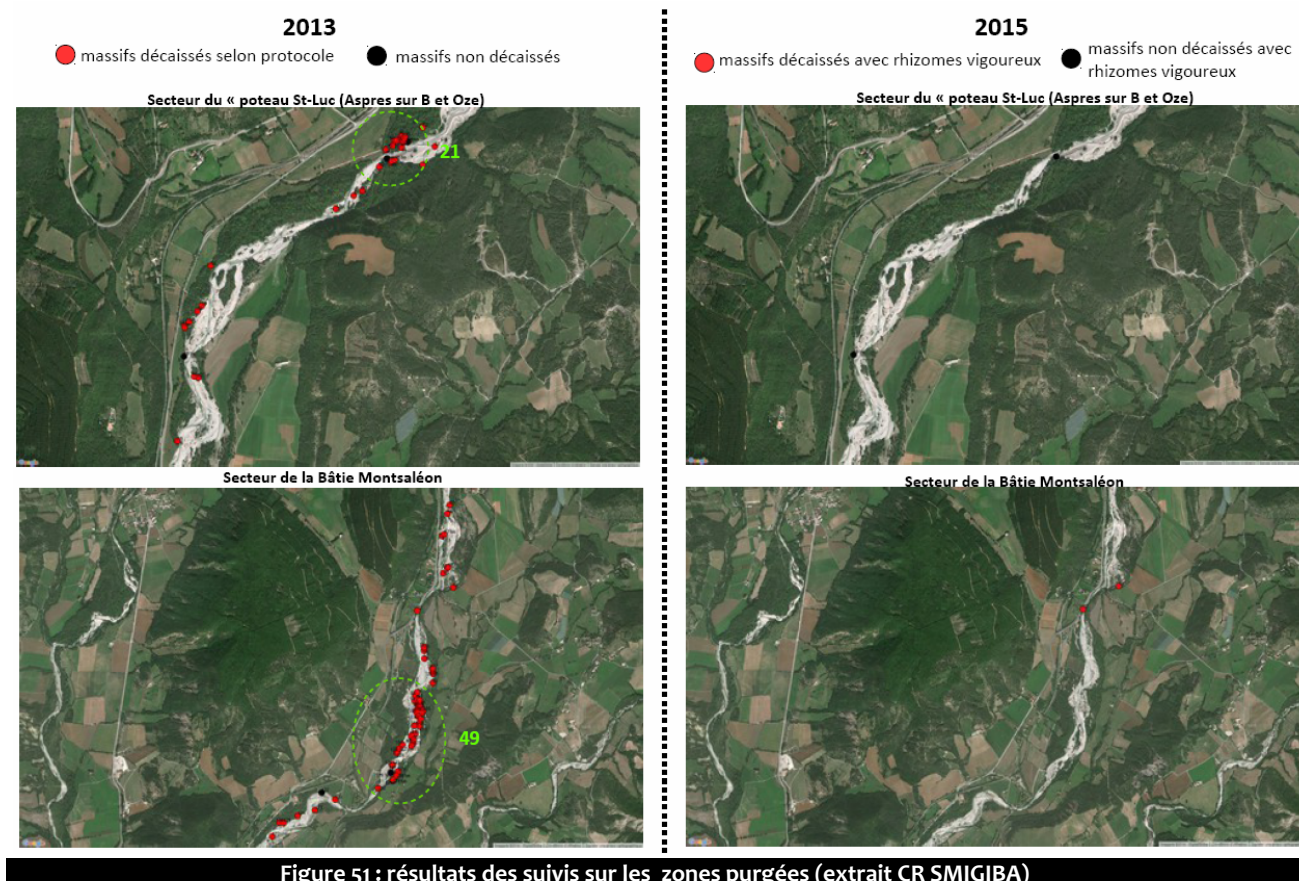 2013
massifs décaissés selon protocole
massifs non décaissés
Secteur du « poteau St-Luc (Aspres sur B et Oze)
21
Secteur de la Bâtie Montsaléon
49
2015
massifs décaissés avec rhizomes vigoureux
massifs non décaissés avec
rhizomes vigoureux
Secteur du « poteau St-Luc (Aspres sur B et Oze)
Secteur de la Bâtie Montsaléon
Figure 51 : résultats des suivis sur les zones purgées (extrait CR SMIGIBA)